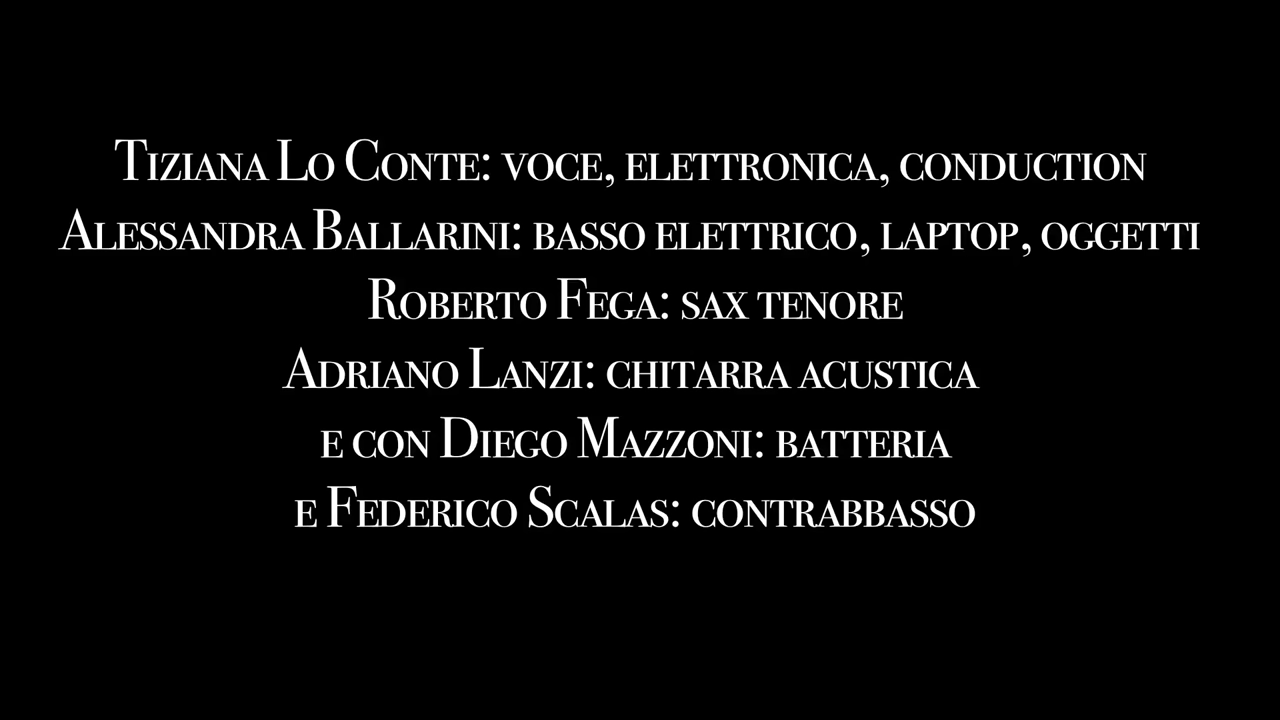 Tiziana Lo Conte: voce, elettronica, conduction
Alessandra Ballarini: basso elettrico, laptop, oggetti
Roberto Fega: sax tenore
Adriano Lanzi: chitarra acustica
e con Diego Mazzoni: batteria
e Federico Scalas: contrabbasso